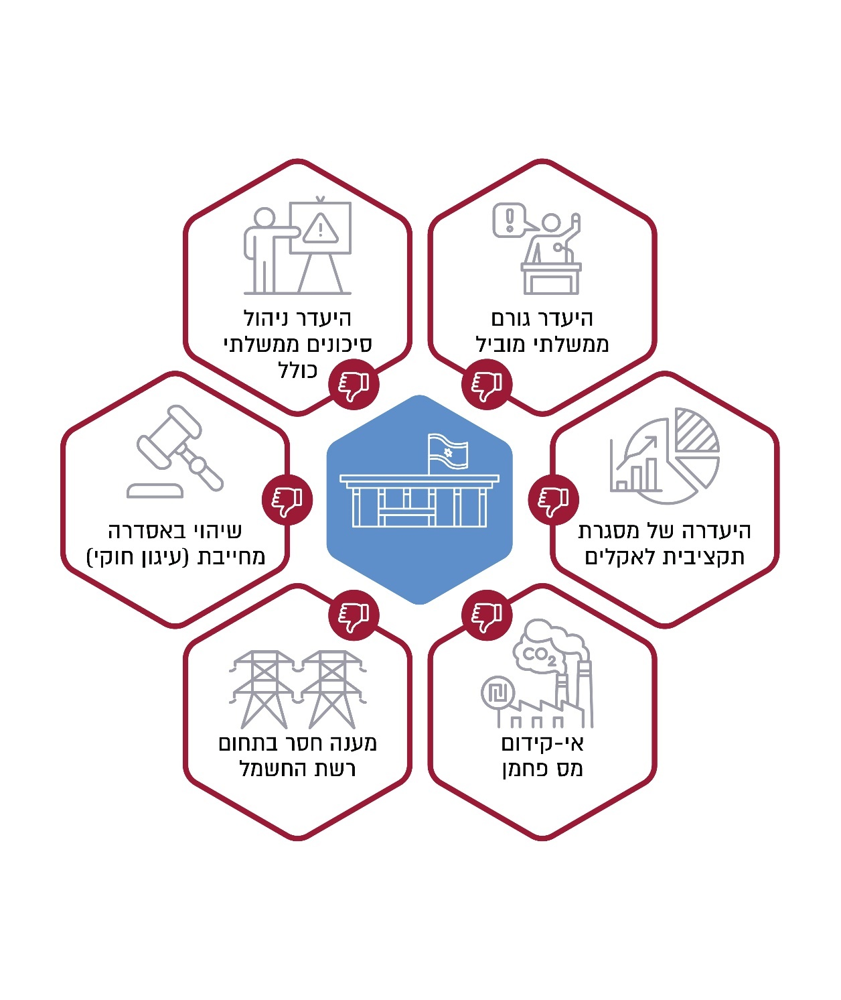 היעדר גורם
ממשלתי מוביל
היעדר ניהול
סיכונים ממשלתי
כולל
היעדרה של מסגרת
תקציבית לאקלים
שיהוי באסדרה
מחייבת (עיגון חוקי)
CO2
₪
אי-קידום
מס פחמן
מענה חסר בתחום
רשת החשמל